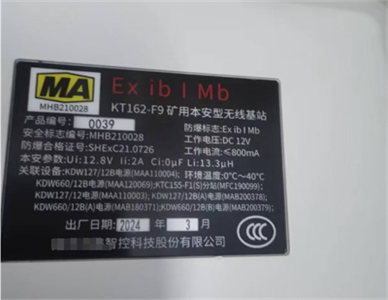 MA
MHB210028
Ex ib I Mb
KT162-F9 矿用本安型无线基站
产品编号: 0039
防爆标志: Ex ib I Mb
安全标志编号: MHB210028
工作电压: DC 12V
防爆合格证号: SHExC21.0726
工作电流: ≤800mA
本安参数: Ui:12.8V Ii:2A Ci:0μF Li:13.3μH
关联设备: 环境温度: 0℃~40℃
KDW127/12B电源(MAA110004);
KDW660/12B电源(MAA120069); KTC155-F1(S)分站(MFC190099);
KDW660/12B电源(MAA110003); KDW127/12B(A)电源(MAB200378);
KDW660/12B(A)电源(MAB180371); KDW660/12B(B)电源(MAB200379);
出厂日期: 2024 年 3 月
智控科技股份有限公司
CCC